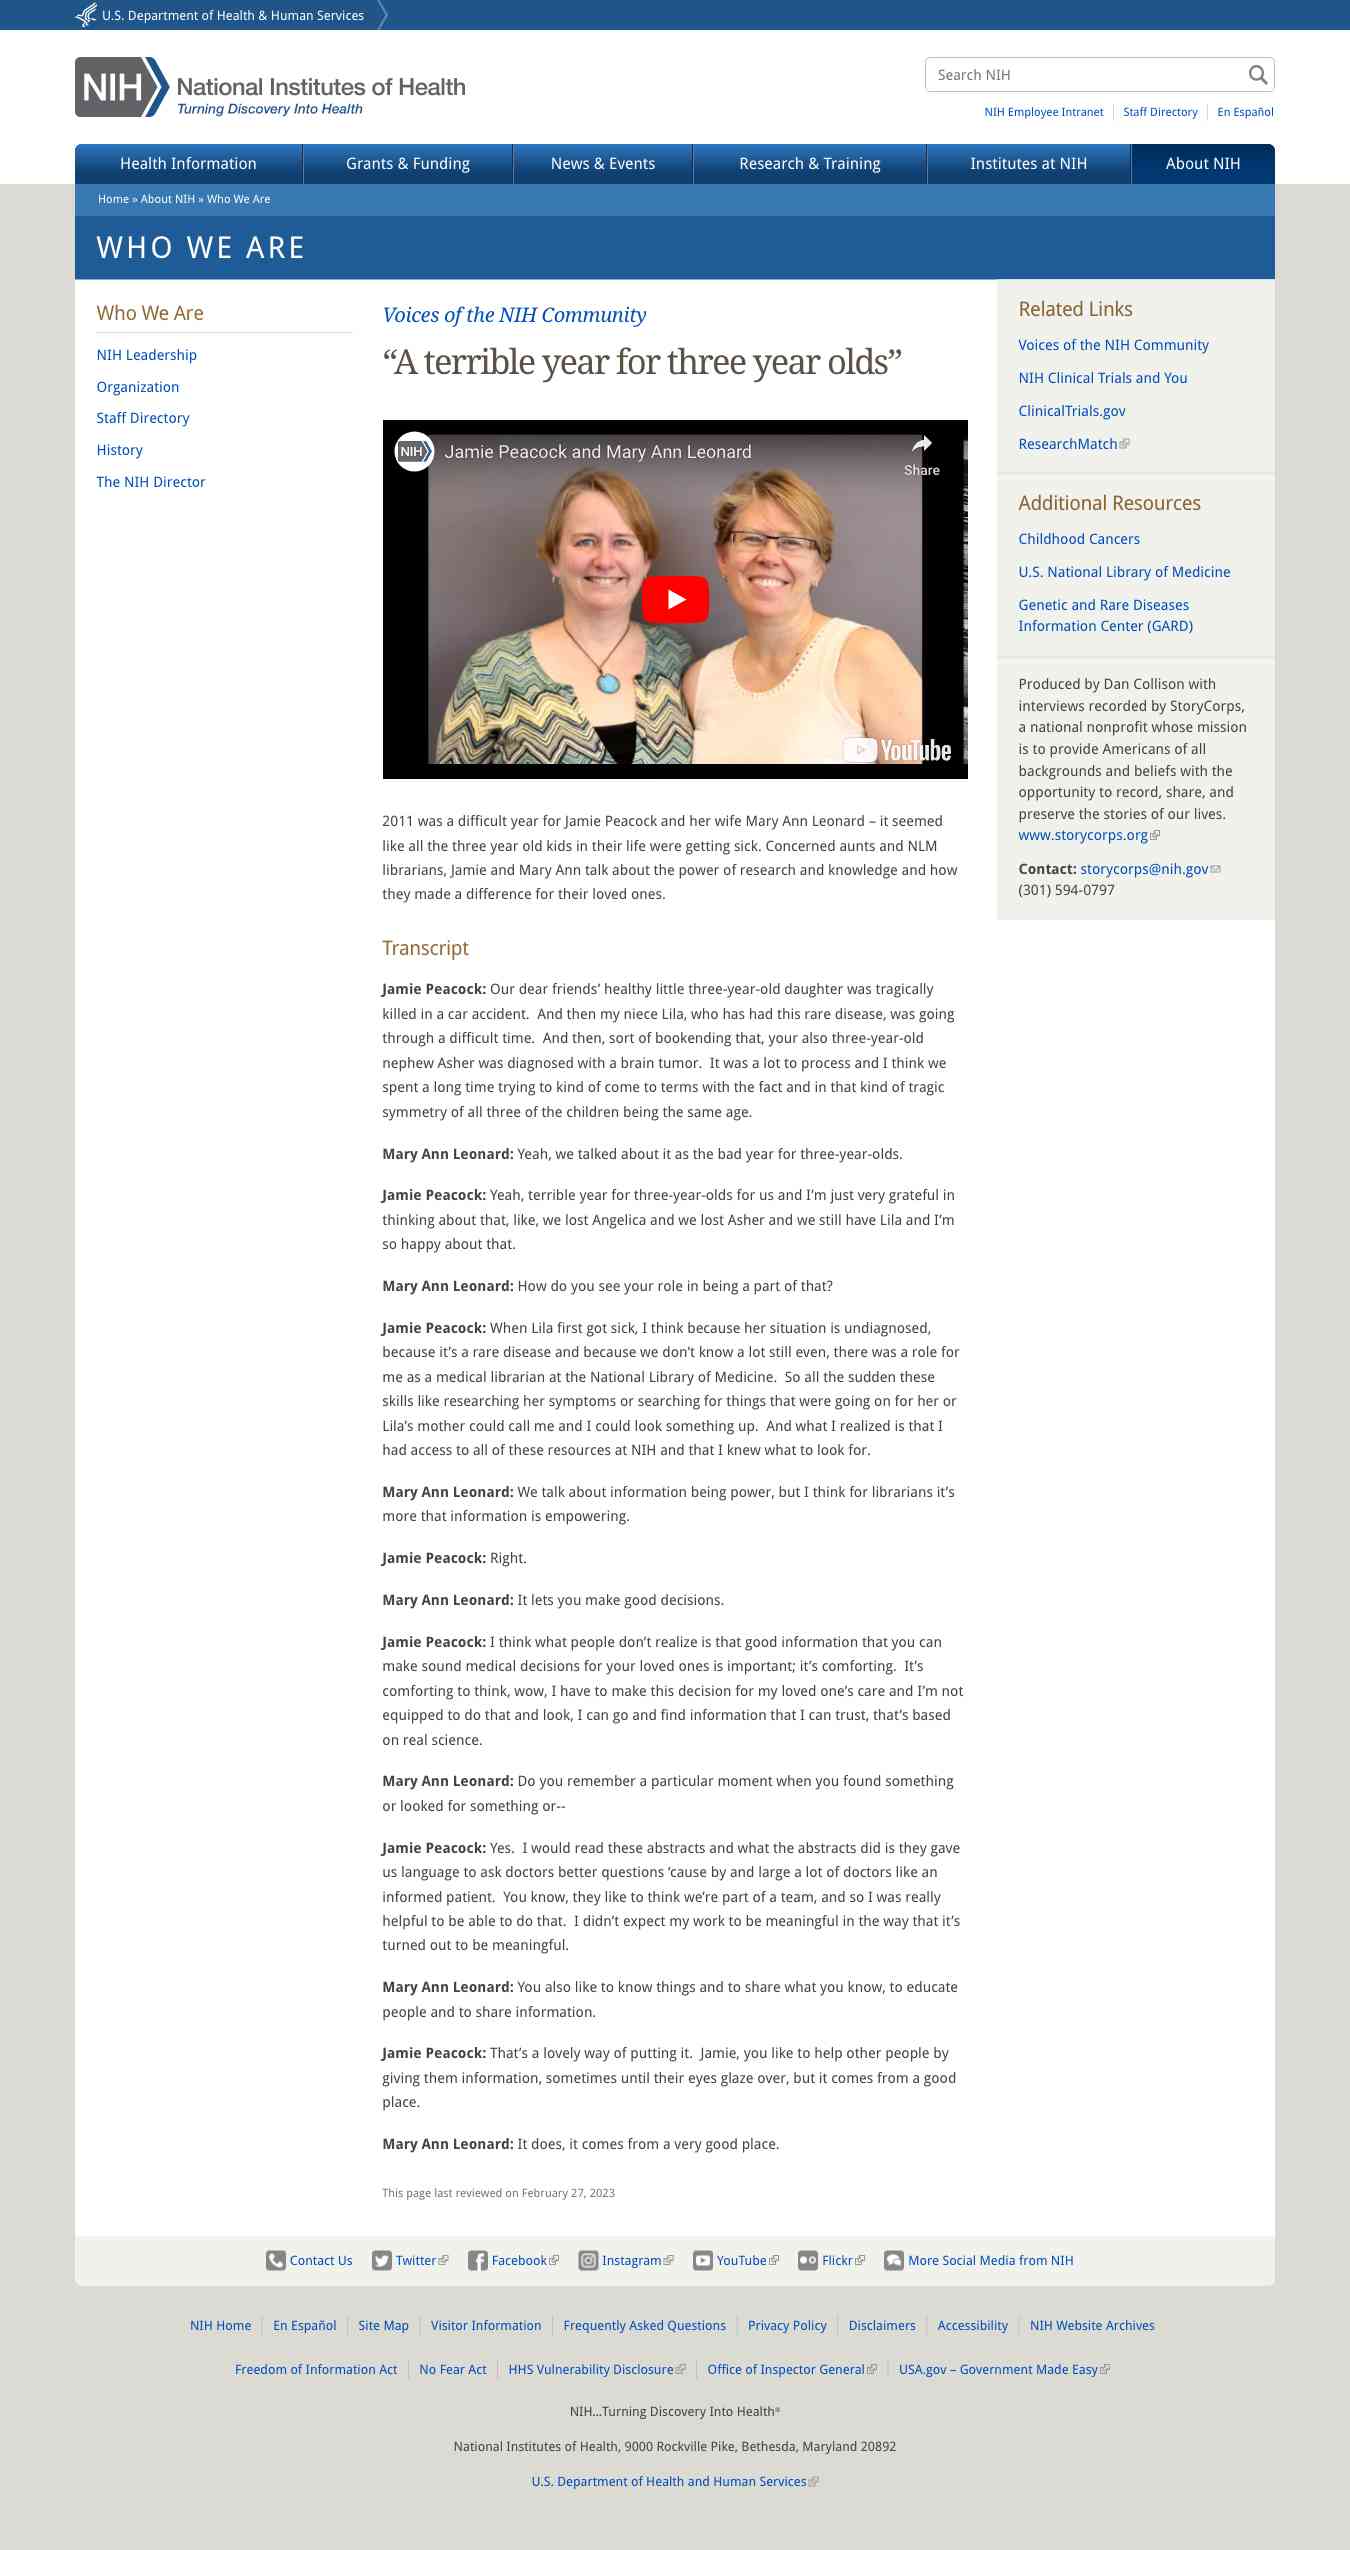 U.S. Department of Health & Human Services
NIH National Institutes of Health
Turning Discovery Into Health
Search NIH
NIH Employee Intranet
Staff Directory
En Español
Health Information
Grants & Funding
News & Events
Research & Training
Institutes at NIH
About NIH
Home » About NIH » Who We Are
WHO WE ARE
Who We Are
NIH Leadership
Organization
Staff Directory
History
The NIH Director
Voices of the NIH Community
“A terrible year for three year olds”
NIH Jamie Peacock and Mary Ann Leonard
Share
YouTube
2011 was a difficult year for Jamie Peacock and her wife Mary Ann Leonard – it seemed
like all the three year old kids in their life were getting sick. Concerned aunts and NLM
librarians, Jamie and Mary Ann talk about the power of research and knowledge and how
they made a difference for their loved ones.
Transcript
Jamie Peacock: Our dear friends’ healthy little three-year-old daughter was tragically
killed in a car accident.  And then my niece Lila, who has had this rare disease, was going
through a difficult time.  And then, sort of bookending that, your also three-year-old
nephew Asher was diagnosed with a brain tumor.  It was a lot to process and I think we
spent a long time trying to kind of come to terms with the fact and in that kind of tragic
symmetry of all three of the children being the same age.
Mary Ann Leonard: Yeah, we talked about it as the bad year for three-year-olds.
Jamie Peacock: Yeah, terrible year for three-year-olds for us and I’m just very grateful in
thinking about that, like, we lost Angelica and we lost Asher and we still have Lila and I’m
so happy about that.
Mary Ann Leonard: How do you see your role in being a part of that?
Jamie Peacock: When Lila first got sick, I think because her situation is undiagnosed,
because it’s a rare disease and because we don’t know a lot still even, there was a role for
me as a medical librarian at the National Library of Medicine.  So all the sudden these
skills like researching her symptoms or searching for things that were going on for her or
Lila’s mother could call me and I could look something up.  And what I realized is that I
had access to all of these resources at NIH and that I knew what to look for.
Mary Ann Leonard: We talk about information being power, but I think for librarians it’s
more that information is empowering.
Jamie Peacock: Right.
Mary Ann Leonard: It lets you make good decisions.
Jamie Peacock: I think what people don’t realize is that good information that you can
make sound medical decisions for your loved ones is important; it’s comforting.  It’s
comforting to think, wow, I have to make this decision for my loved one’s care and I’m not
equipped to do that and look, I can go and find information that I can trust, that’s based
on real science.
Mary Ann Leonard: Do you remember a particular moment when you found something
or looked for something or--
Jamie Peacock: Yes.  I would read these abstracts and what the abstracts did is they gave
us language to ask doctors better questions ‘cause by and large a lot of doctors like an
informed patient.  You know, they like to think we’re part of a team, and so I was really
helpful to be able to do that.  I didn’t expect my work to be meaningful in the way that it’s
turned out to be meaningful.
Mary Ann Leonard: You also like to know things and to share what you know, to educate
people and to share information.
Jamie Peacock: That’s a lovely way of putting it.  Jamie, you like to help other people by
giving them information, sometimes until their eyes glaze over, but it comes from a good
place.
Mary Ann Leonard: It does, it comes from a very good place.
This page last reviewed on February 27, 2023
Related Links
Voices of the NIH Community
NIH Clinical Trials and You
ClinicalTrials.gov
ResearchMatch
Additional Resources
Childhood Cancers
U.S. National Library of Medicine
Genetic and Rare Diseases
Information Center (GARD)
Produced by Dan Collison with
interviews recorded by StoryCorps,
a national nonprofit whose mission
is to provide Americans of all
backgrounds and beliefs with the
opportunity to record, share, and
preserve the stories of our lives.
www.storycorps.org
Contact: storycorps@nih.gov
(301) 594-0797
Contact Us
Twitter
Facebook
Instagram
YouTube
Flickr
More Social Media from NIH
NIH Home
En Español
Site Map
Visitor Information
Frequently Asked Questions
Privacy Policy
Disclaimers
Accessibility
NIH Website Archives
Freedom of Information Act
No Fear Act
HHS Vulnerability Disclosure
Office of Inspector General
USA.gov – Government Made Easy
NIH…Turning Discovery Into Health®
National Institutes of Health, 9000 Rockville Pike, Bethesda, Maryland 20892
U.S. Department of Health and Human Services